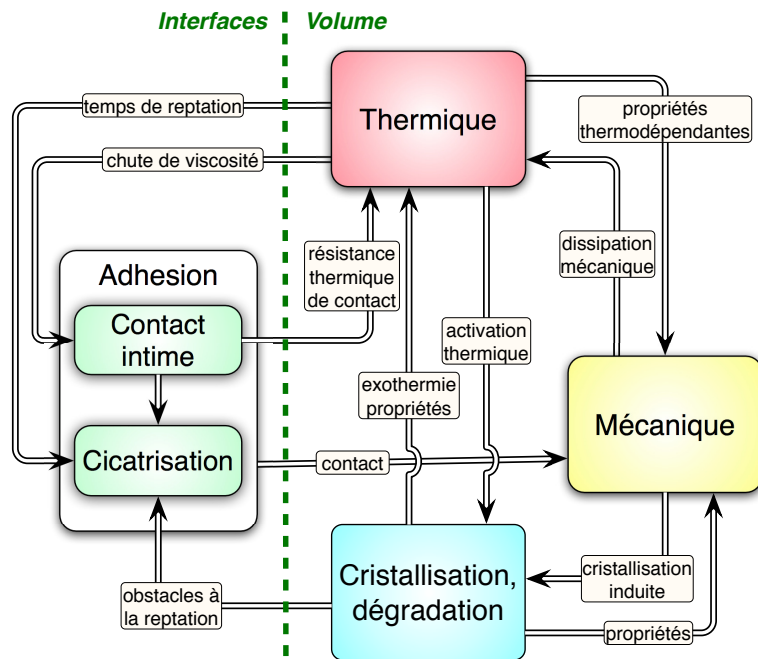 Interfaces
Volume
temps de reptation
Thermique
propriétés
thermodépendantes
chute de viscosité
résistance
thermique
de contact
dissipation
mécanique
Adhesion
Contact
intime
activation
thermique
exothermie
propriétés
Mécanique
Cicatrisation
contact
Cristallisation,
dégradation
cristallisation
induite
obstacles à
la reptation
propriétés